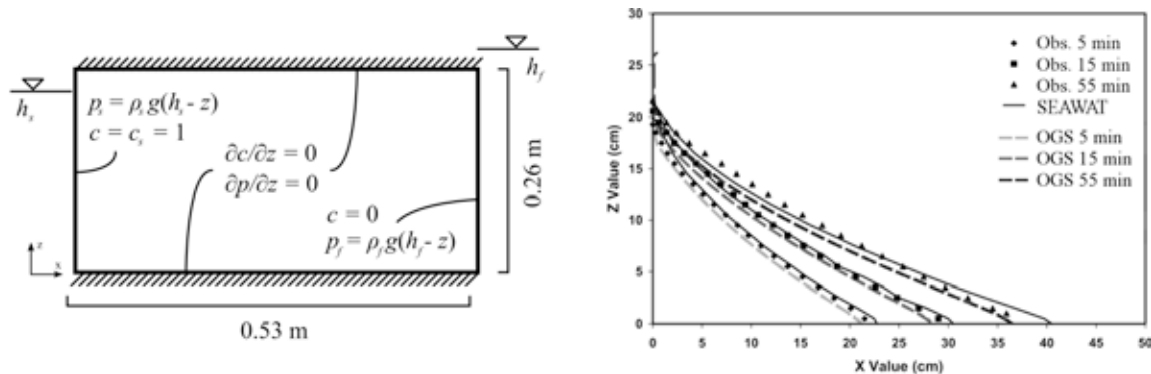 h_s
p_s = ρ_s g(h_s - z)
c = c_s = 1
∂c/∂z = 0
∂p/∂z = 0
c = 0
p_f = ρ_f g(h_f - z)
h_f
0.26 m
z
x
0.53 m
Z Value (cm)
30
25
20
15
10
5
0
0 5 10 15 20 25 30 35 40 45 50
X Value (cm)
Obs. 5 min
Obs. 15 min
Obs. 55 min
SEAWAT
OGS 5 min
OGS 15 min
OGS 55 min